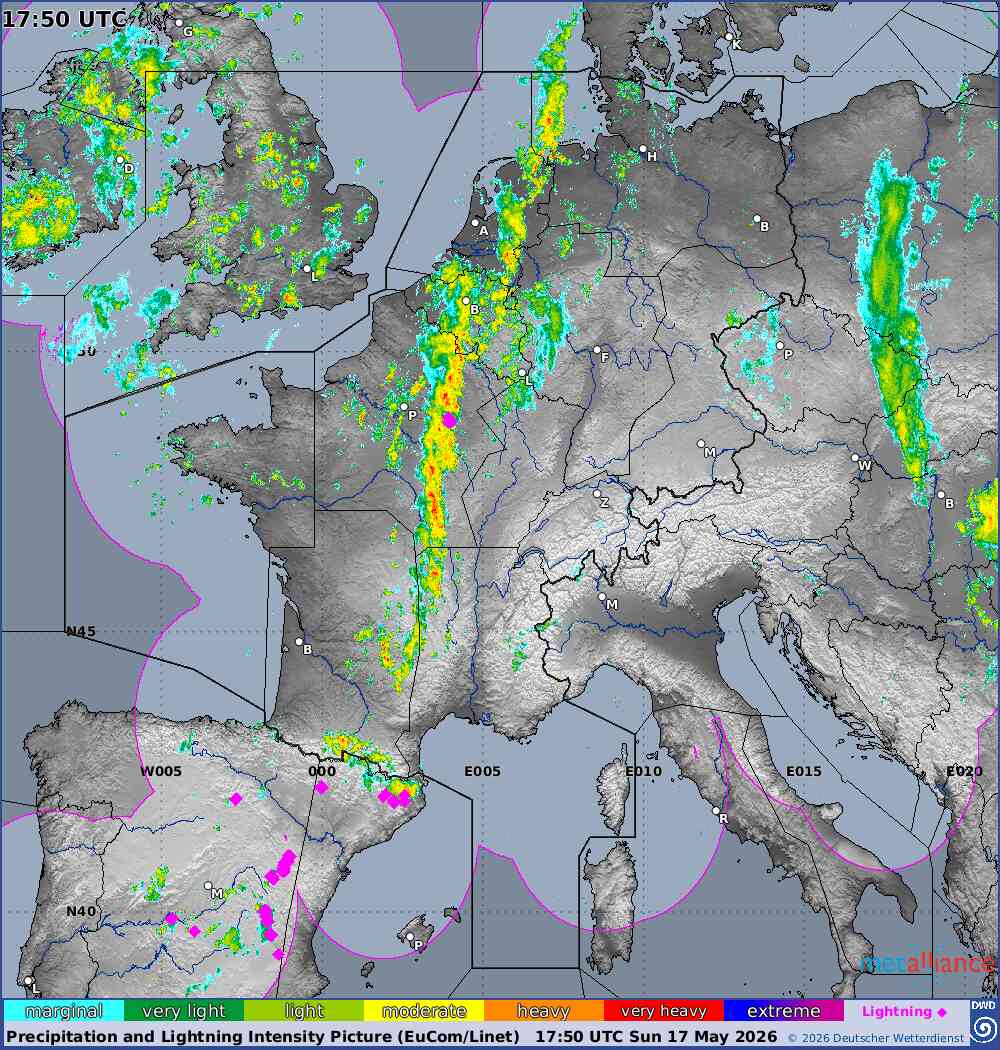 17:50 UTC
G
K
D
H
A
B
L
B
N50
F
P
L
P
M
W
Z
B
M
N45
B
W005
000
E005
E010
E015
E020
R
M
N40
P
L
metalliance
marginal very light light moderate heavy very heavy extreme Lightning ◆
DWD
Precipitation and Lightning Intensity Picture (EuCom/Linet) 17:50 UTC Sun 17 May 2026 © 2026 Deutscher Wetterdienst